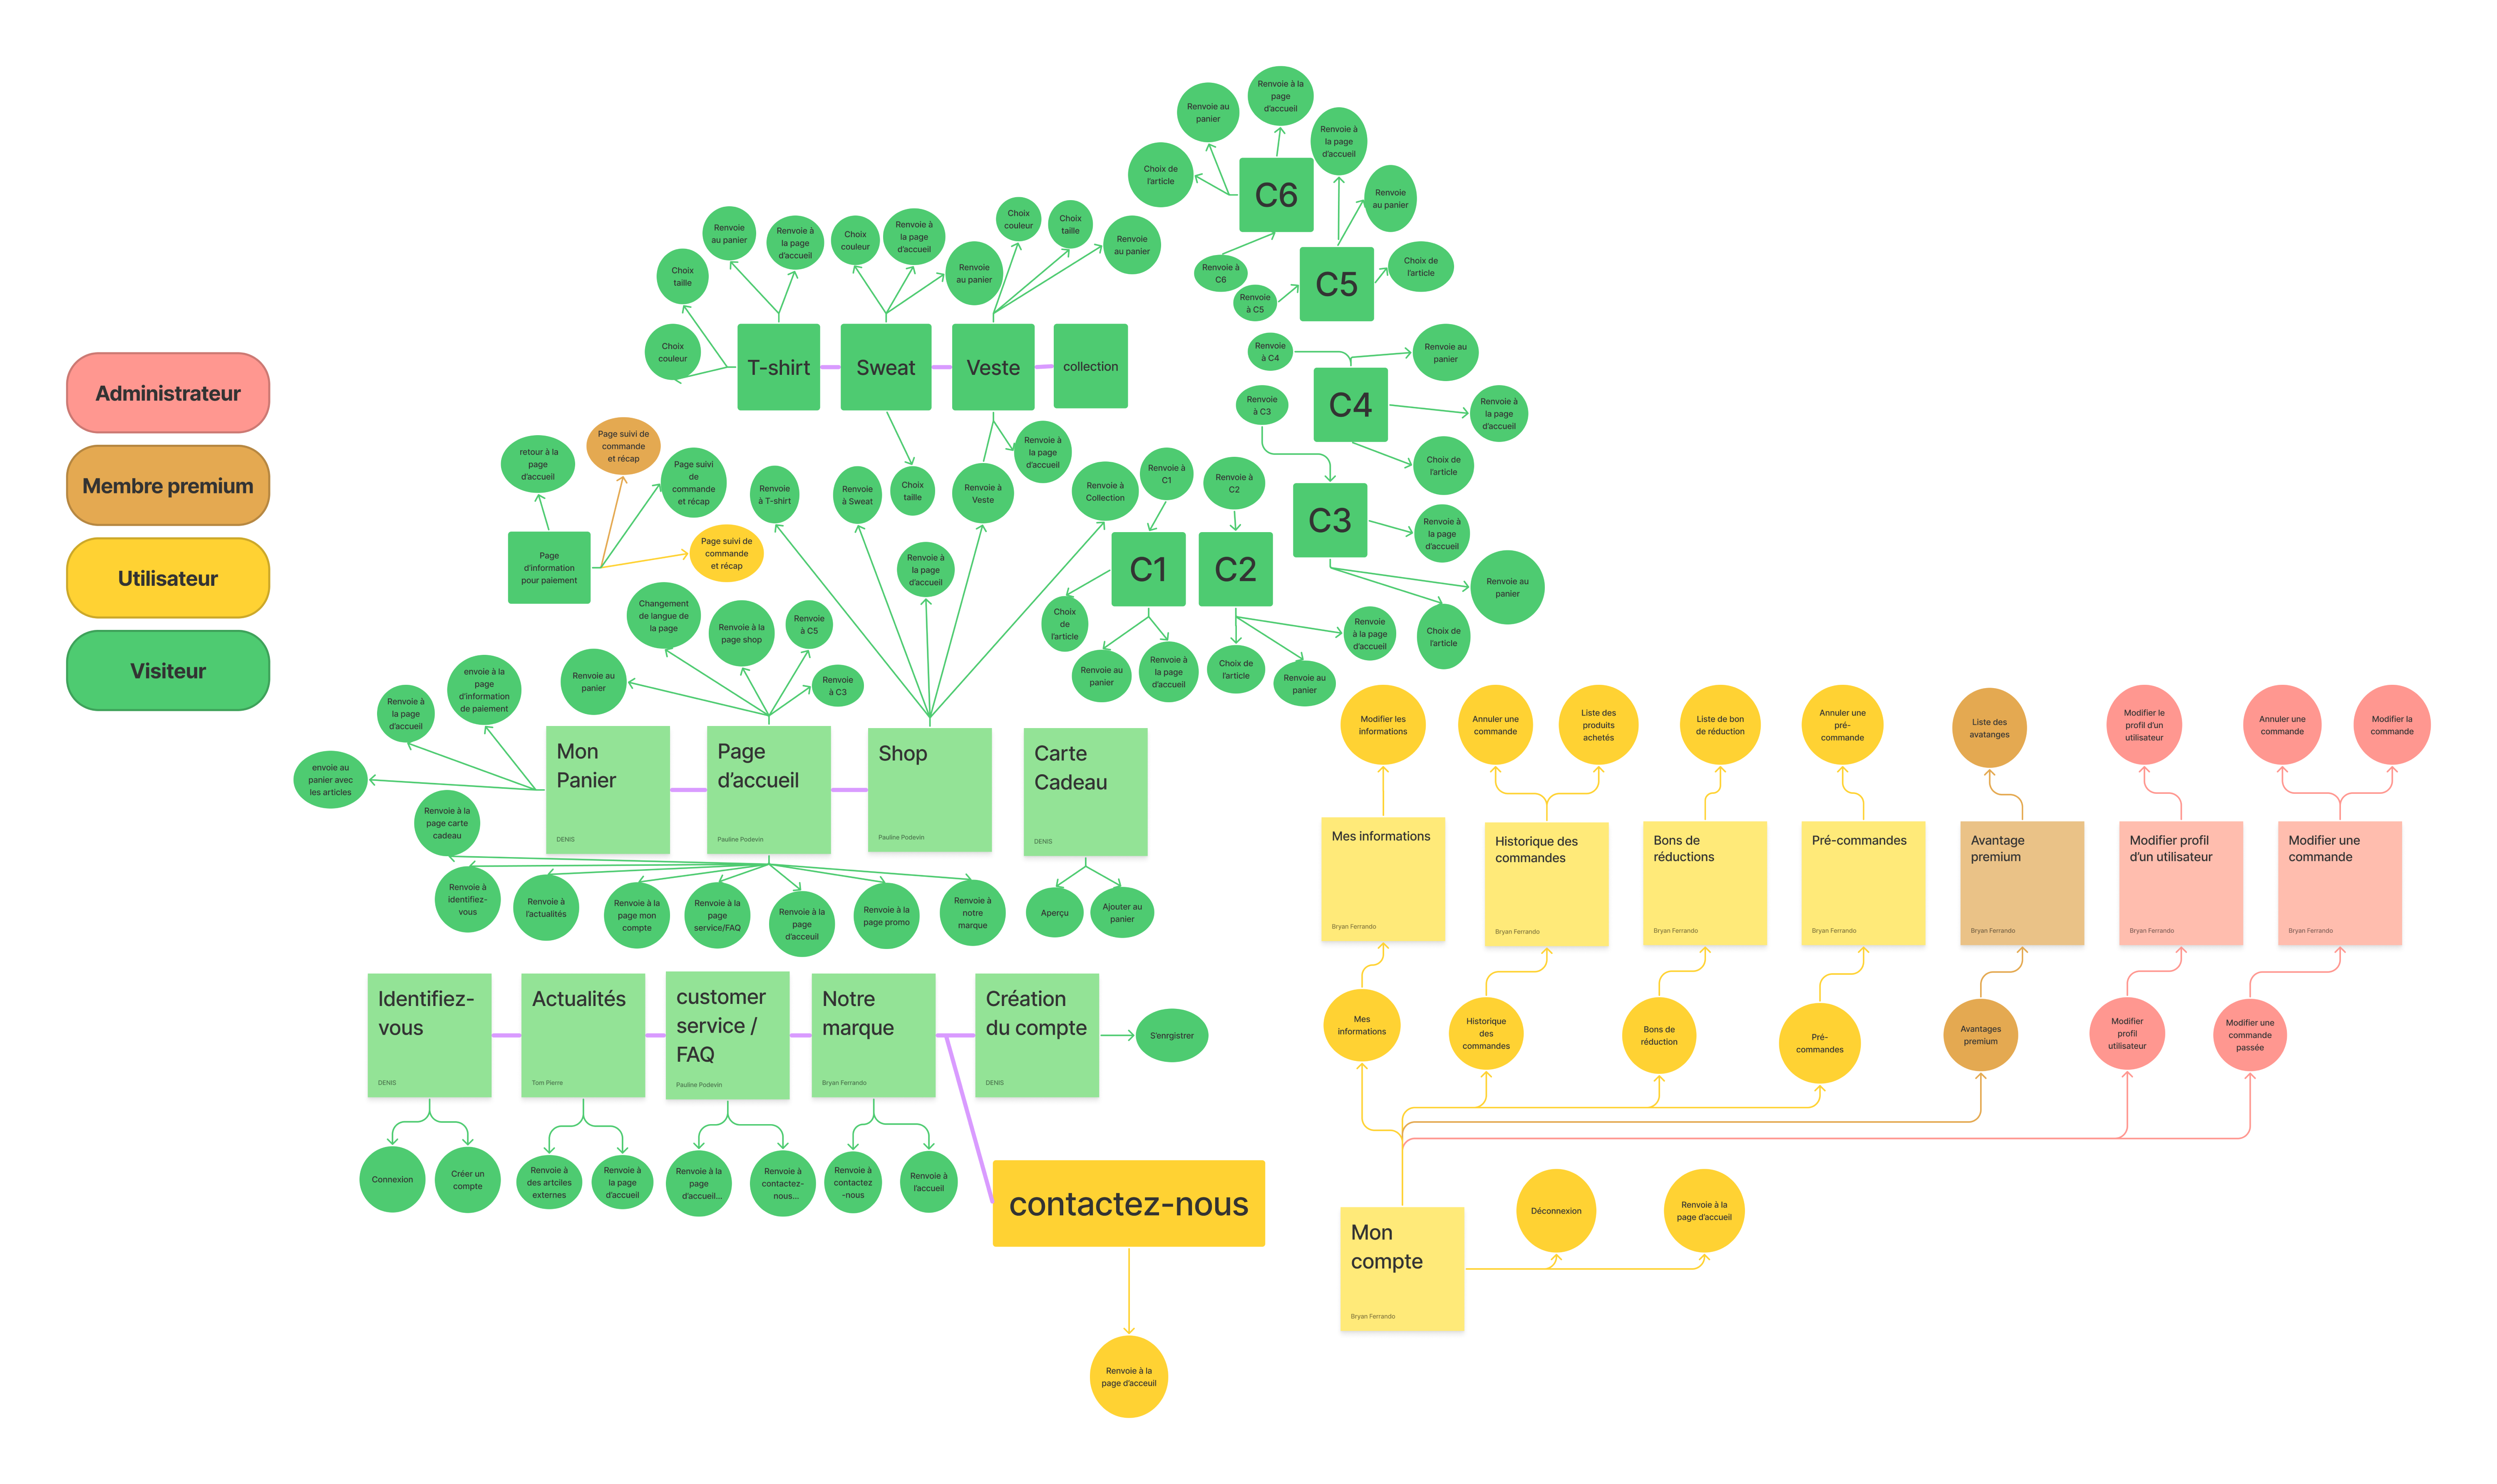 Renvoie à la
page
d'accueil
Renvoie au
panier
Renvoie à
la page
d'accueil
Choix de
l'article
C6
Renvoie
au panier
Renvoie à
C6
Renvoie
à C5
C5
Choix de
l'article
Choix
taille
Renvoie
au panier
Renvoie à
la page
d'accueil
Choix
couleur
Renvoie à
la page
d'accueil
Renvoie
au panier
Choix
couleur
Choix
taille
Renvoie
au panier
Choix
couleur
T-shirt
Sweat
Veste
collection
Renvoie
à C4
Renvoie au
panier
Renvoie
à C3
C4
Renvoie à
la page
d'accueil
Choix de
l'article
Administrateur
Membre premium
Utilisateur
Visiteur
retour à la
page
d'accueil
Page suivi de
commande
et récap
Page suivi
de
commande
et récap
Page suivi de
commande
et récap
Page
d'information
pour paiement
Renvoie
à T-shirt
Renvoie
à Sweat
Choix
taille
Renvoie à
Veste
Renvoie à
la page
d'accueil
Renvoie à
Collection
Renvoie à
C1
Renvoie à
C2
C3
Renvoie à
la page
d'accueil
Renvoie au
panier
Choix de
l'article
C1
C2
Choix
de
l'article
Renvoie au
panier
Renvoie à
la page
d'accueil
Choix de
l'article
Renvoie au
panier
Renvoie
à la page
d'accueil
Renvoie à
la page
d'accueil
Changement
de langue de
la page
Renvoie à la
page shop
Renvoie
à C5
Renvoie
à C3
Renvoie au
panier
envoie à la
page
d'information
de paiement
Renvoie à
la page
d'accueil
envoie au
panier avec
les articles
Mon
Panier
DENIS
Page
d'accueil
Pauline Podevin
Shop
Pauline Podevin
Carte
Cadeau
DENIS
Renvoie à la
page carte
cadeau
Renvoie à
identifiez-
vous
Renvoie à
l'actualités
Renvoie à la
page mon
compte
Renvoie à la
page
service/FAQ
Renvoie à la
page
d'acceuil
Renvoie à la
page promo
Renvoie à
notre
marque
Aperçu
Ajouter au
panier
Identifiez-
vous
DENIS
Actualités
Tom Pierre
customer
service /
FAQ
Pauline Podevin
Notre
marque
Bryan Ferrando
Création
du compte
DENIS
S'enrgistrer
Connexion
Créer un
compte
Renvoie à
des artciles
externes
Renvoie à
la page
d'accueil
Renvoie à la
page
d'accueil...
Renvoie à
contactez-
nous...
Renvoie à
contactez
-nous
Renvoie à
l'accueil
contactez-nous
Renvoie à la
page d'acceuil
Modifier les
informations
Annuler une
commande
Liste des
produits
achetés
Liste de bon
de réduction
Annuler une
pré-
commande
Liste des
avatanges
Modifier le
profil d'un
utilisateur
Annuler une
commande
Modifier la
commande
Mes informations
Bryan Ferrando
Historique des
commandes
Bryan Ferrando
Bons de
réductions
Bryan Ferrando
Pré-commandes
Bryan Ferrando
Avantage
premium
Bryan Ferrando
Modifier profil
d'un utilisateur
Bryan Ferrando
Modifier une
commande
Bryan Ferrando
Mes
informations
Historique
des
commandes
Bons de
réduction
Pré-
commandes
Avantages
premium
Modifier
profil
utilisateur
Modifier une
commande
passée
Mon
compte
Bryan Ferrando
Déconnexion
Renvoie à la
page d'accueil